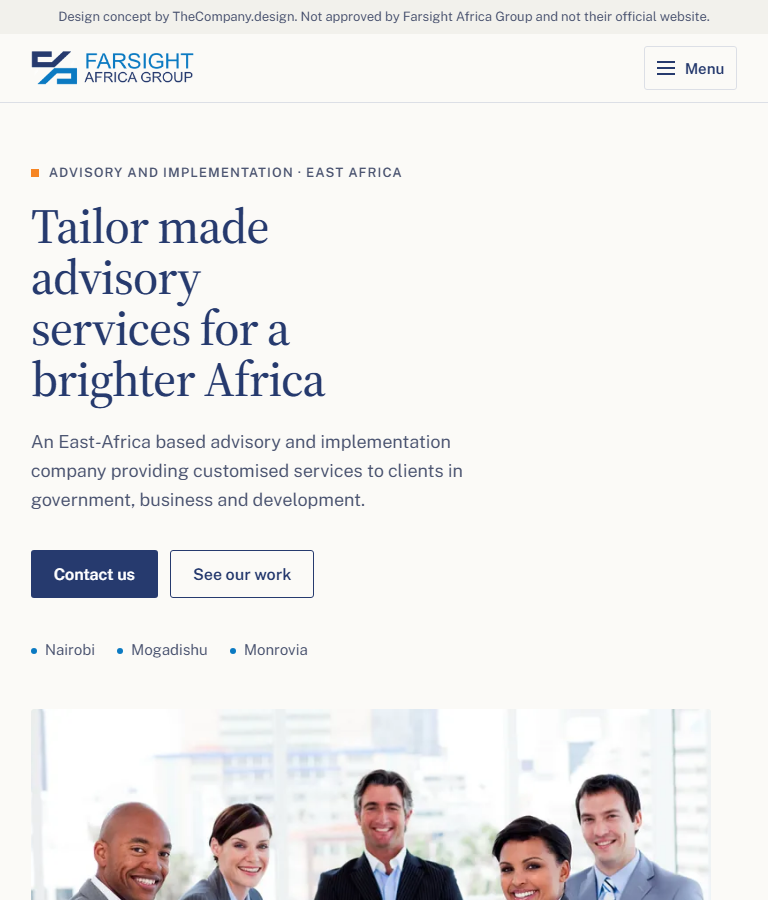 Design concept by TheCompany.design. Not approved by Farsight Africa Group and not their official website.
FARSIGHT
AFRICA GROUP
Menu
ADVISORY AND IMPLEMENTATION · EAST AFRICA
Tailor made
advisory
services for a
brighter Africa
An East-Africa based advisory and implementation
company providing customised services to clients in
government, business and development.
Contact us
See our work
Nairobi
Mogadishu
Monrovia